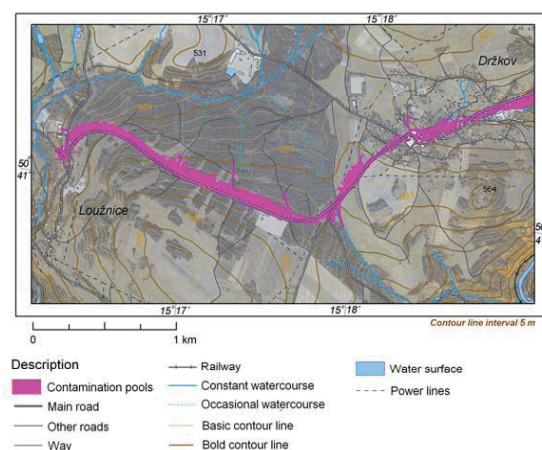 15°17'
15°18'
531
Držkov
50
41'
564
Loužnice
50
4
15°17'
15°18'
0 1 km
Contour line interval 5 m
Description
Contamination pools
Main road
Other roads
Way
Railway
Constant watercourse
Occasional watercourse
Basic contour line
Bold contour line
Water surface
Power lines